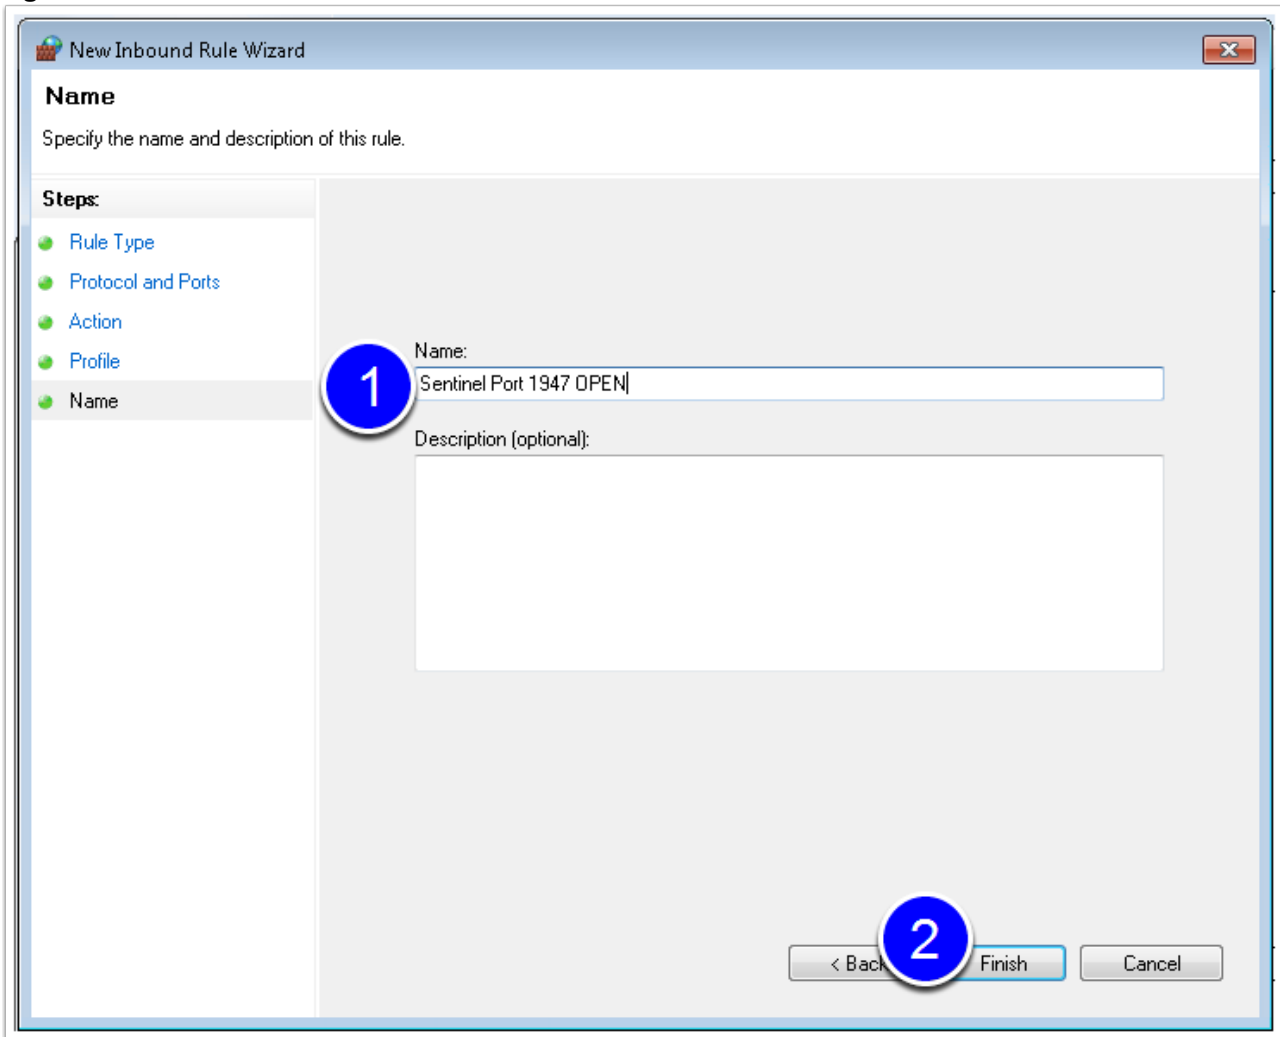 New Inbound Rule Wizard
Name
Specify the name and description of this rule.
Steps:
Rule Type
Protocol and Ports
Action
Profile
Name
Name:
1
Sentinel Port 1947 OPEN
Description (optional):
2
< Back
Finish
Cancel